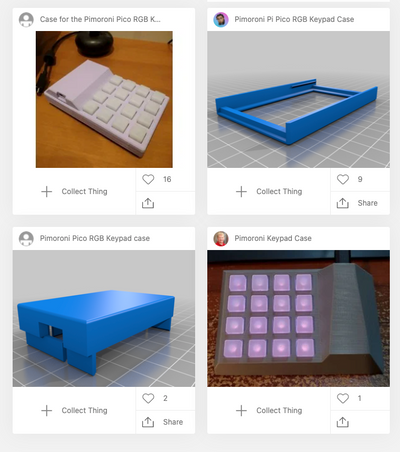 Case for the Pimoroni Pico RGB K...
Pimoroni Pi Pico RGB Keypad Case
Collect Thing
16
Collect Thing
9
Share
Pimoroni Pico RGB Keypad case
Pimoroni Keypad Case
Collect Thing
2
Share
Collect Thing
1